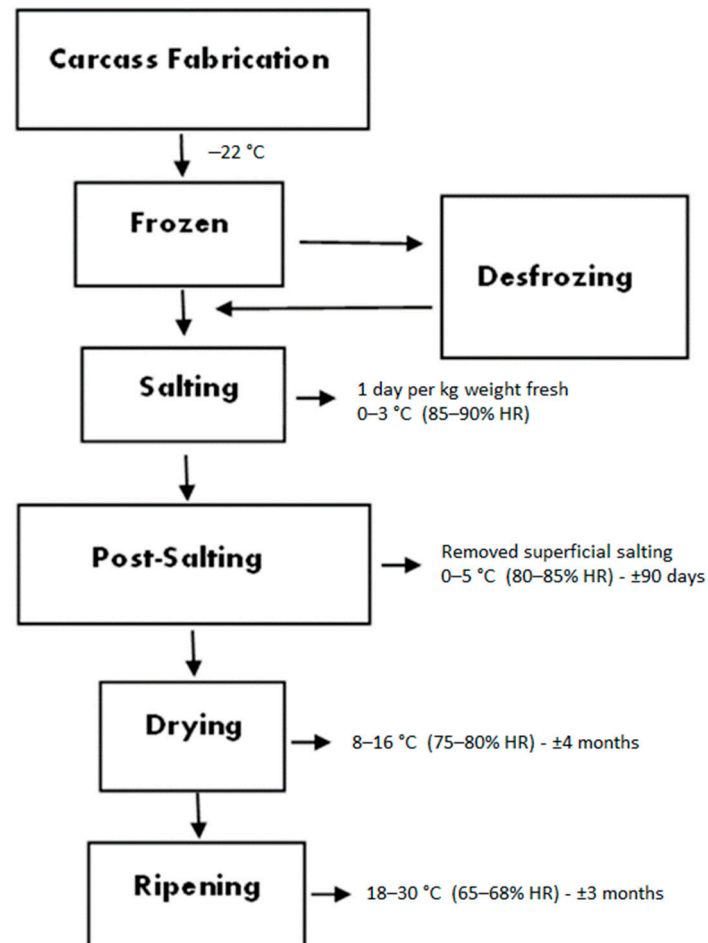 Carcass Fabrication
–22 °C
Frozen
Desfrozing
Salting
1 day per kg weight fresh
0–3 °C (85–90% HR)
Post-Salting
Removed superficial salting
0–5 °C (80–85% HR) - ±90 days
Drying
8–16 °C (75–80% HR) - ±4 months
Ripening
18–30 °C (65–68% HR) - ±3 months